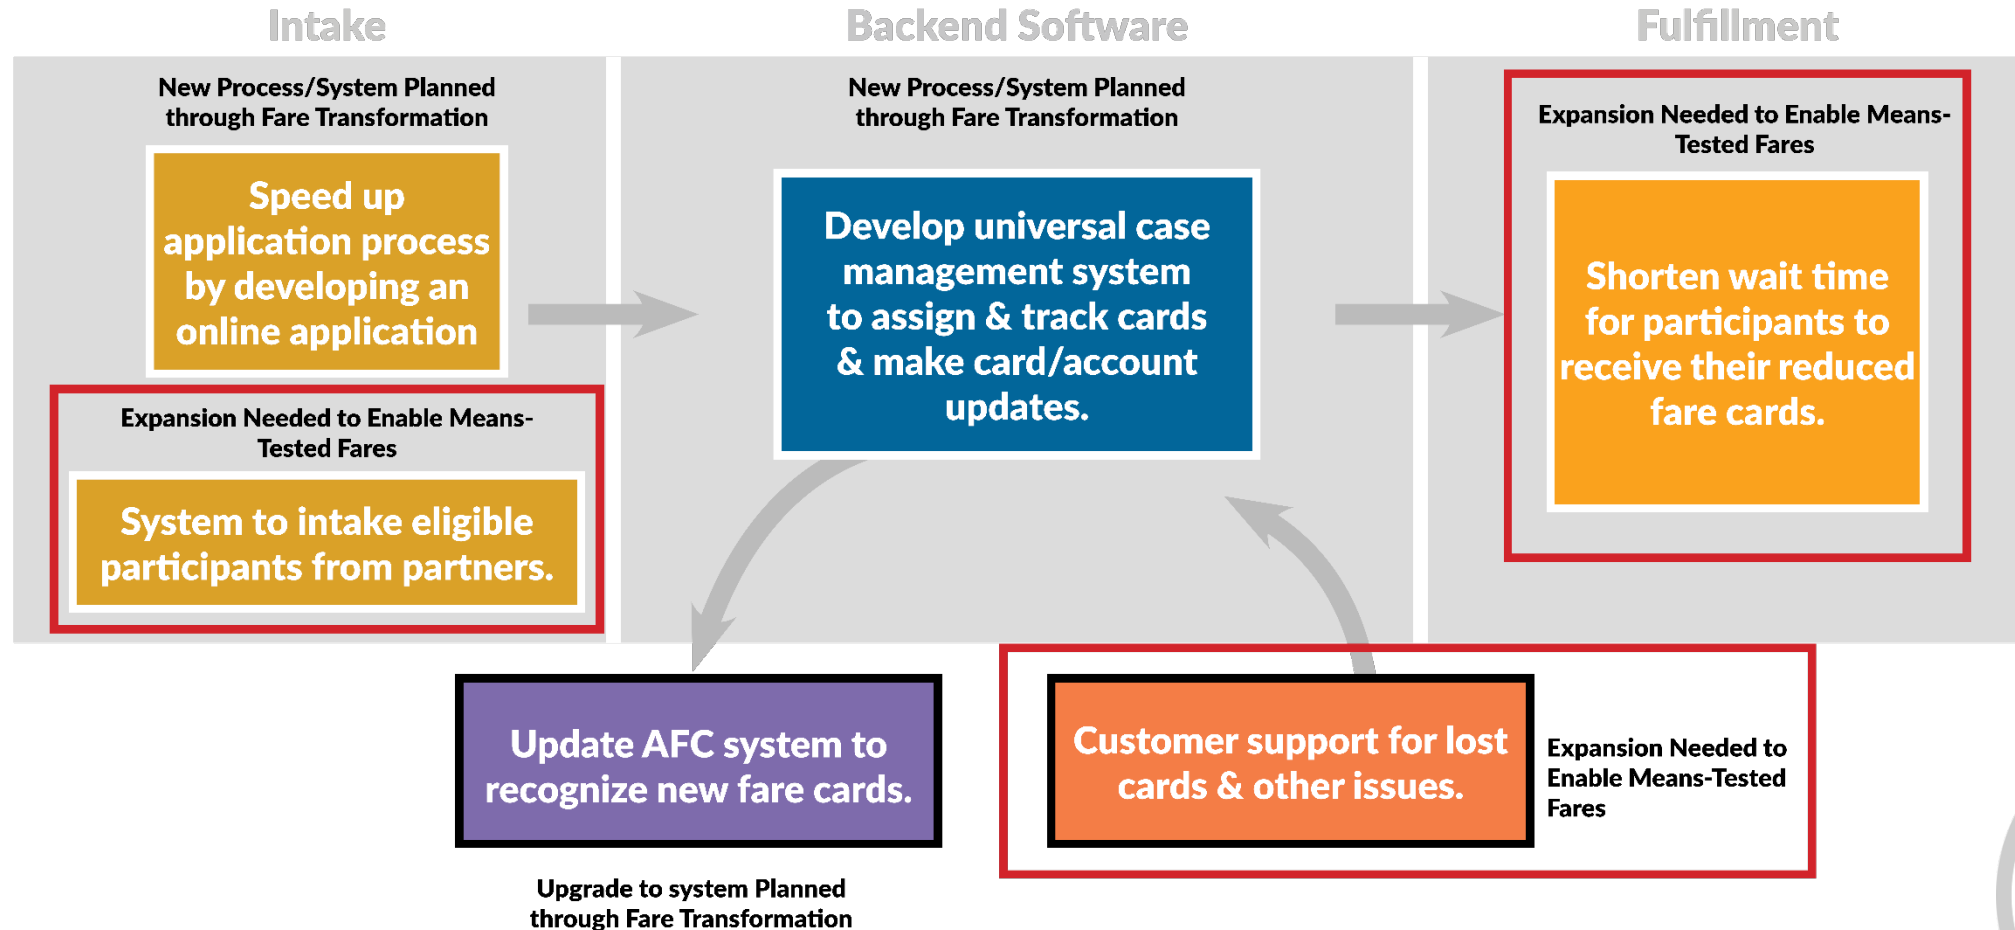 Intake
Backend Software
Fulfillment
New Process/System Planned
through Fare Transformation
Speed up
application process
by developing an
online application
Expansion Needed to Enable Means-
Tested Fares
System to intake eligible
participants from partners.
New Process/System Planned
through Fare Transformation
Develop universal case
management system
to assign & track cards
& make card/account
updates.
Expansion Needed to Enable Means-
Tested Fares
Shorten wait time
for participants to
receive their reduced
fare cards.
Update AFC system to
recognize new fare cards.
Upgrade to system Planned
through Fare Transformation
Customer support for lost
cards & other issues.
Expansion Needed to
Enable Means-Tested
Fares